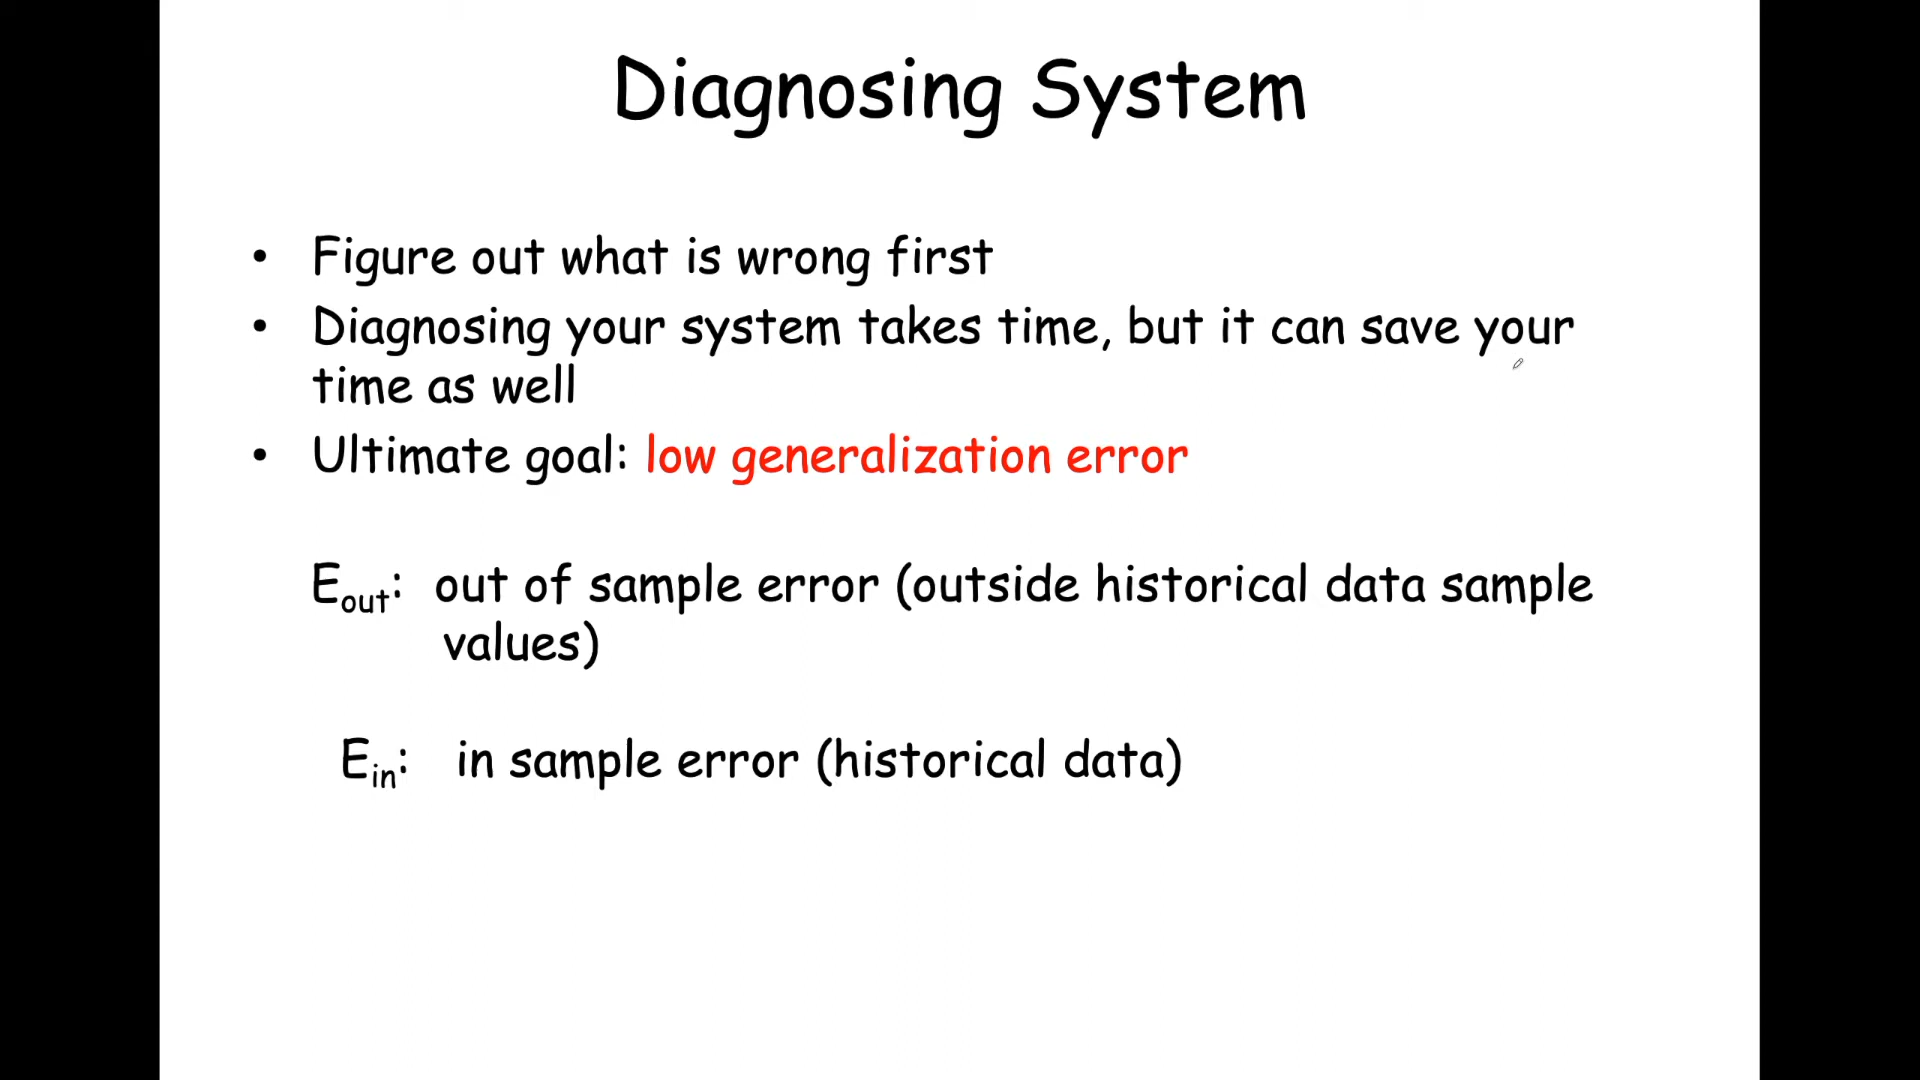 Diagnosing System
• Figure out what is wrong first
• Diagnosing your system takes time, but it can save your
time as well
• Ultimate goal: low generalization error
E_out: out of sample error (outside historical data sample
values)
E_in: in sample error (historical data)